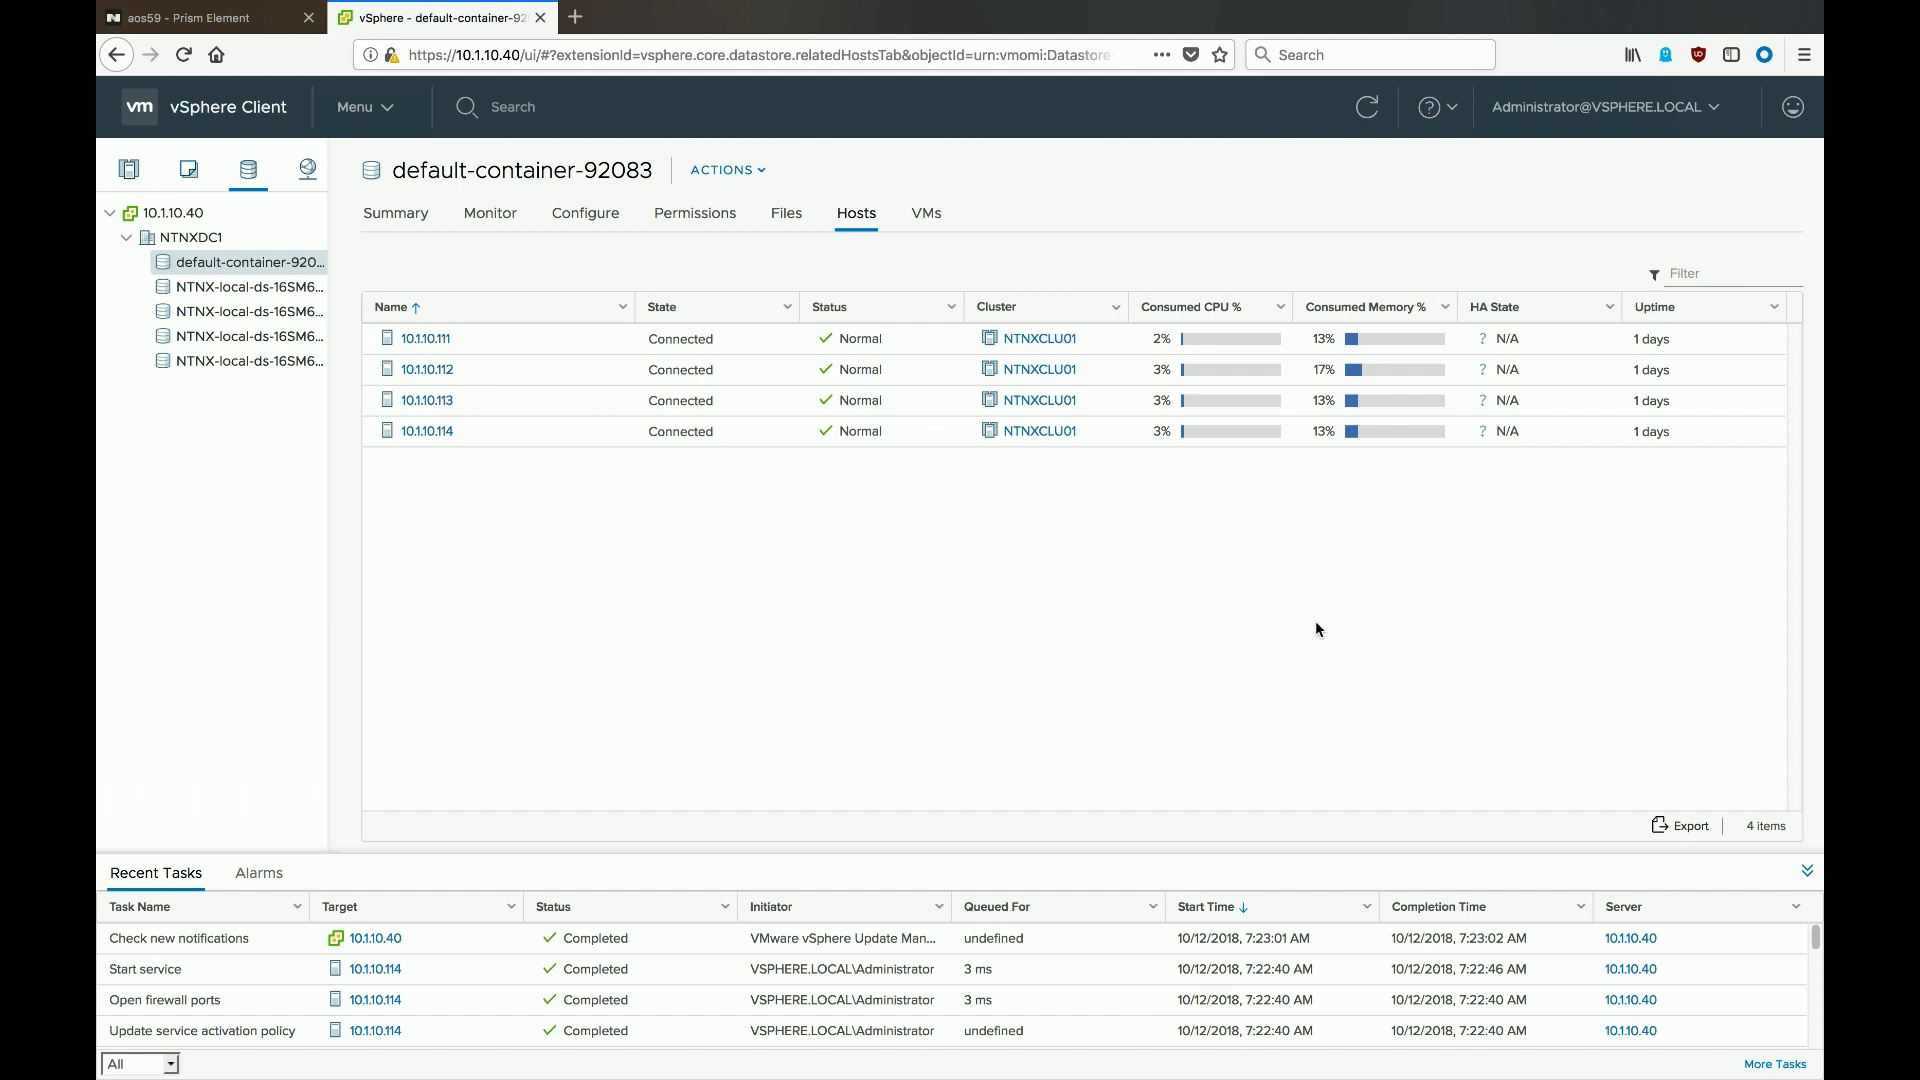 aos59 - Prism Element
vSphere - default-container-92
https://10.1.10.40/ui/#?extensionId=vsphere.core.datastore.relatedHostsTab&objectId=urn:vmomi:Datastore:
Search
vm vSphere Client
Menu
Search
Administrator@VSPHERE.LOCAL
default-container-92083
ACTIONS
Summary Monitor Configure Permissions Files Hosts VMs
10.1.10.40
NTNXDC1
default-container-920...
NTNX-local-ds-16SM6...
NTNX-local-ds-16SM6...
NTNX-local-ds-16SM6...
NTNX-local-ds-16SM6...
Filter
Name State Status Cluster Consumed CPU % Consumed Memory % HA State Uptime
10.1.10.111 Connected Normal NTNXCLU01 2% 13% ? N/A 1 days
10.1.10.112 Connected Normal NTNXCLU01 3% 17% ? N/A 1 days
10.1.10.113 Connected Normal NTNXCLU01 3% 13% ? N/A 1 days
10.1.10.114 Connected Normal NTNXCLU01 3% 13% ? N/A 1 days
Export 4 items
Recent Tasks Alarms
Task Name Target Status Initiator Queued For Start Time Completion Time Server
Check new notifications 10.1.10.40 Completed VMware vSphere Update Man... undefined 10/12/2018, 7:23:01 AM 10/12/2018, 7:23:02 AM 10.1.10.40
Start service 10.1.10.114 Completed VSPHERE.LOCAL\Administrator 3 ms 10/12/2018, 7:22:40 AM 10/12/2018, 7:22:46 AM 10.1.10.40
Open firewall ports 10.1.10.114 Completed VSPHERE.LOCAL\Administrator 3 ms 10/12/2018, 7:22:40 AM 10/12/2018, 7:22:40 AM 10.1.10.40
Update service activation policy 10.1.10.114 Completed VSPHERE.LOCAL\Administrator undefined 10/12/2018, 7:22:40 AM 10/12/2018, 7:22:40 AM 10.1.10.40
All
More Tasks